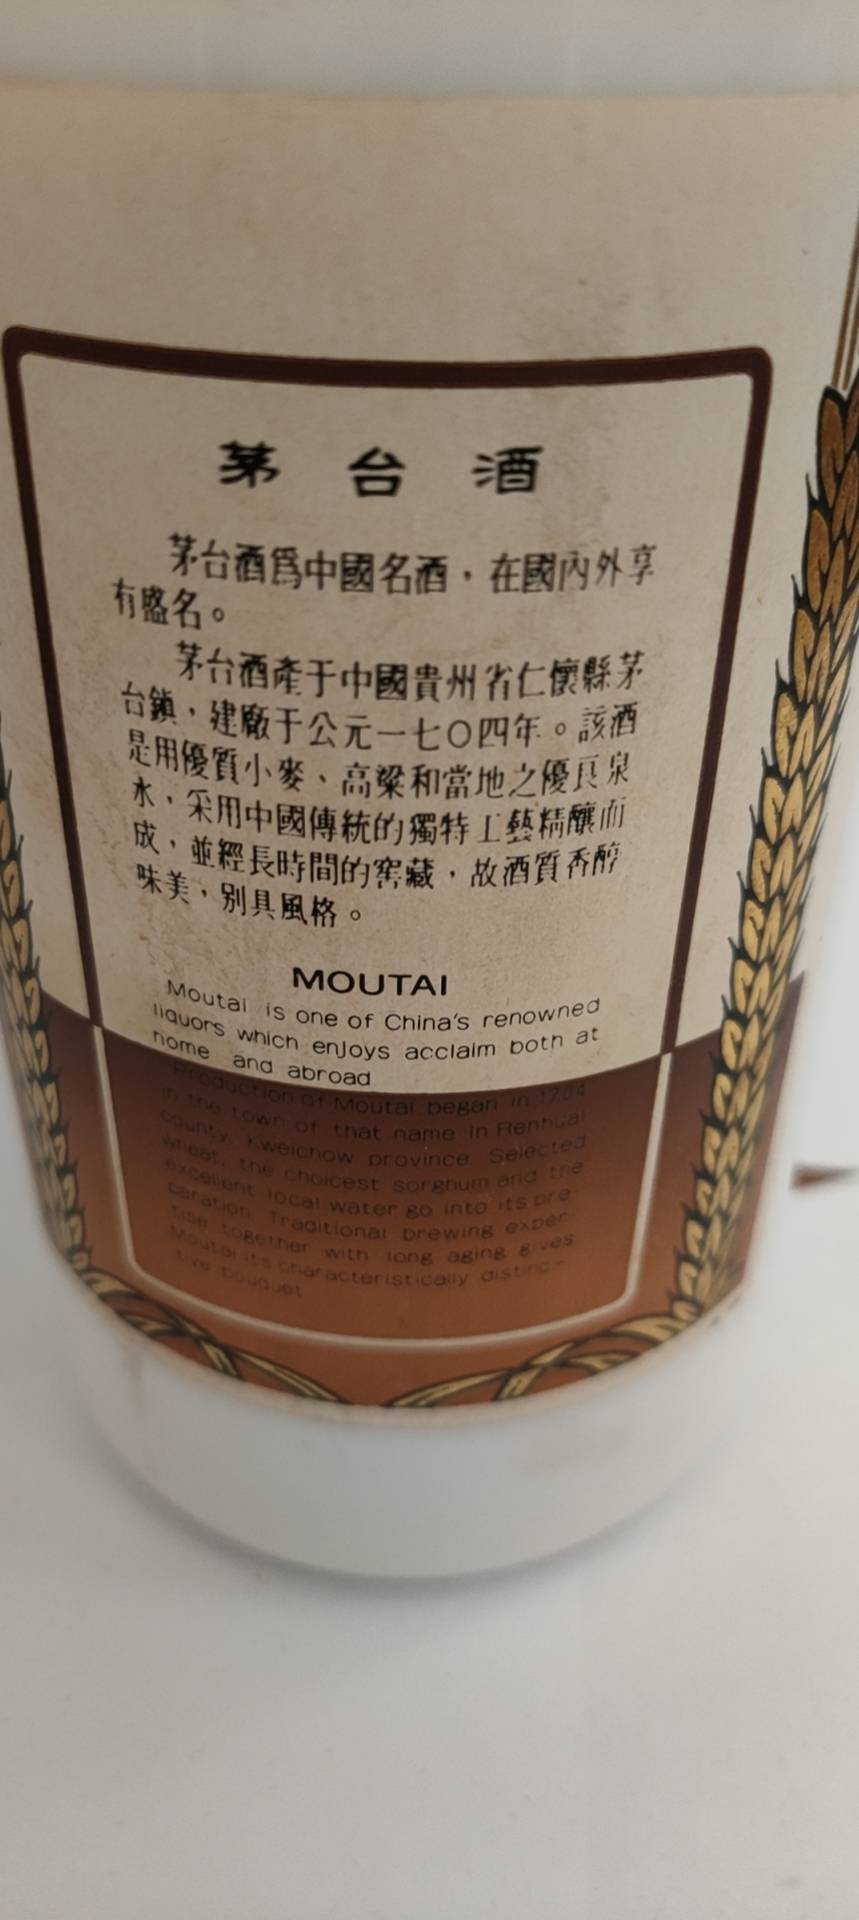 茅台酒
茅台酒爲中國名酒，在國內外享
有盛名。
茅台酒產于中國貴州省仁懷縣茅
台鎮，建廠于公元一七〇四年。該酒
是用優質小麥、高粱和當地之優良泉
水，采用中國傳統的獨特工藝精釀而
成，並經長時間的窖藏，故酒質香醇
味美，别具風格。
MOUTAI
Moutai is one of China's renowned
liquors which enjoys acclaim both at
home and abroad
Production of Moutai began in 1704
in the town of that name in Renhuai
county, Kweichow province. Selected
wheat, the choicest sorghum and the
excellent local water go into its pre-
paration. Traditional brewing exper-
tise together with long aging gives
Moutai its characteristically distinc-
tive bouquet